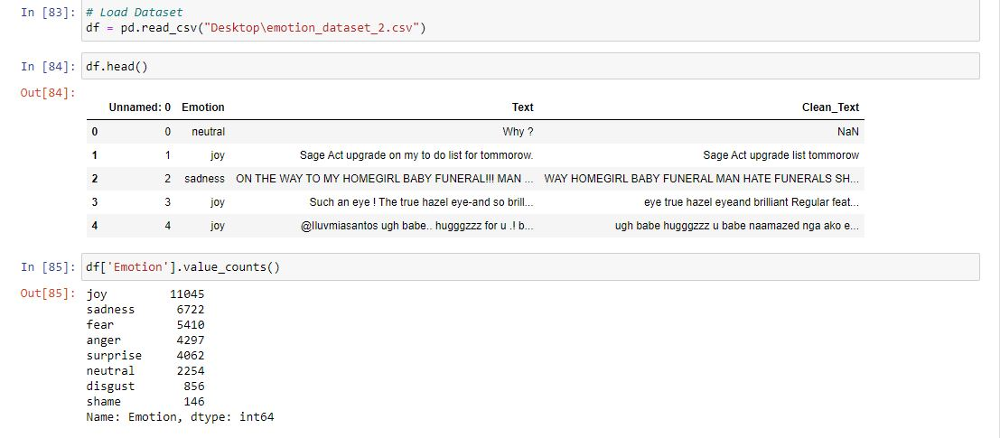 In [83]: # Load Dataset
df = pd.read_csv("Desktop\emotion_dataset_2.csv")
In [84]: df.head()
Out[84]:
Unnamed: 0 Emotion Text Clean_Text
0 0 neutral Why ? NaN
1 1 joy Sage Act upgrade on my to do list for tommorow. Sage Act upgrade list tommorow
2 2 sadness ON THE WAY TO MY HOMEGIRL BABY FUNERAL!!! MAN ... WAY HOMEGIRL BABY FUNERAL MAN HATE FUNERALS SH...
3 3 joy Such an eye ! The true hazel eye-and so brill... eye true hazel eyeand brilliant Regular feat...
4 4 joy @Iluvmiasantos ugh babe.. hugggzzz for u .! b... ugh babe hugggzzz u babe naamazed nga ako e...
In [85]: df['Emotion'].value_counts()
Out[85]: joy 11045
sadness 6722
fear 5410
anger 4297
surprise 4062
neutral 2254
disgust 856
shame 146
Name: Emotion, dtype: int64